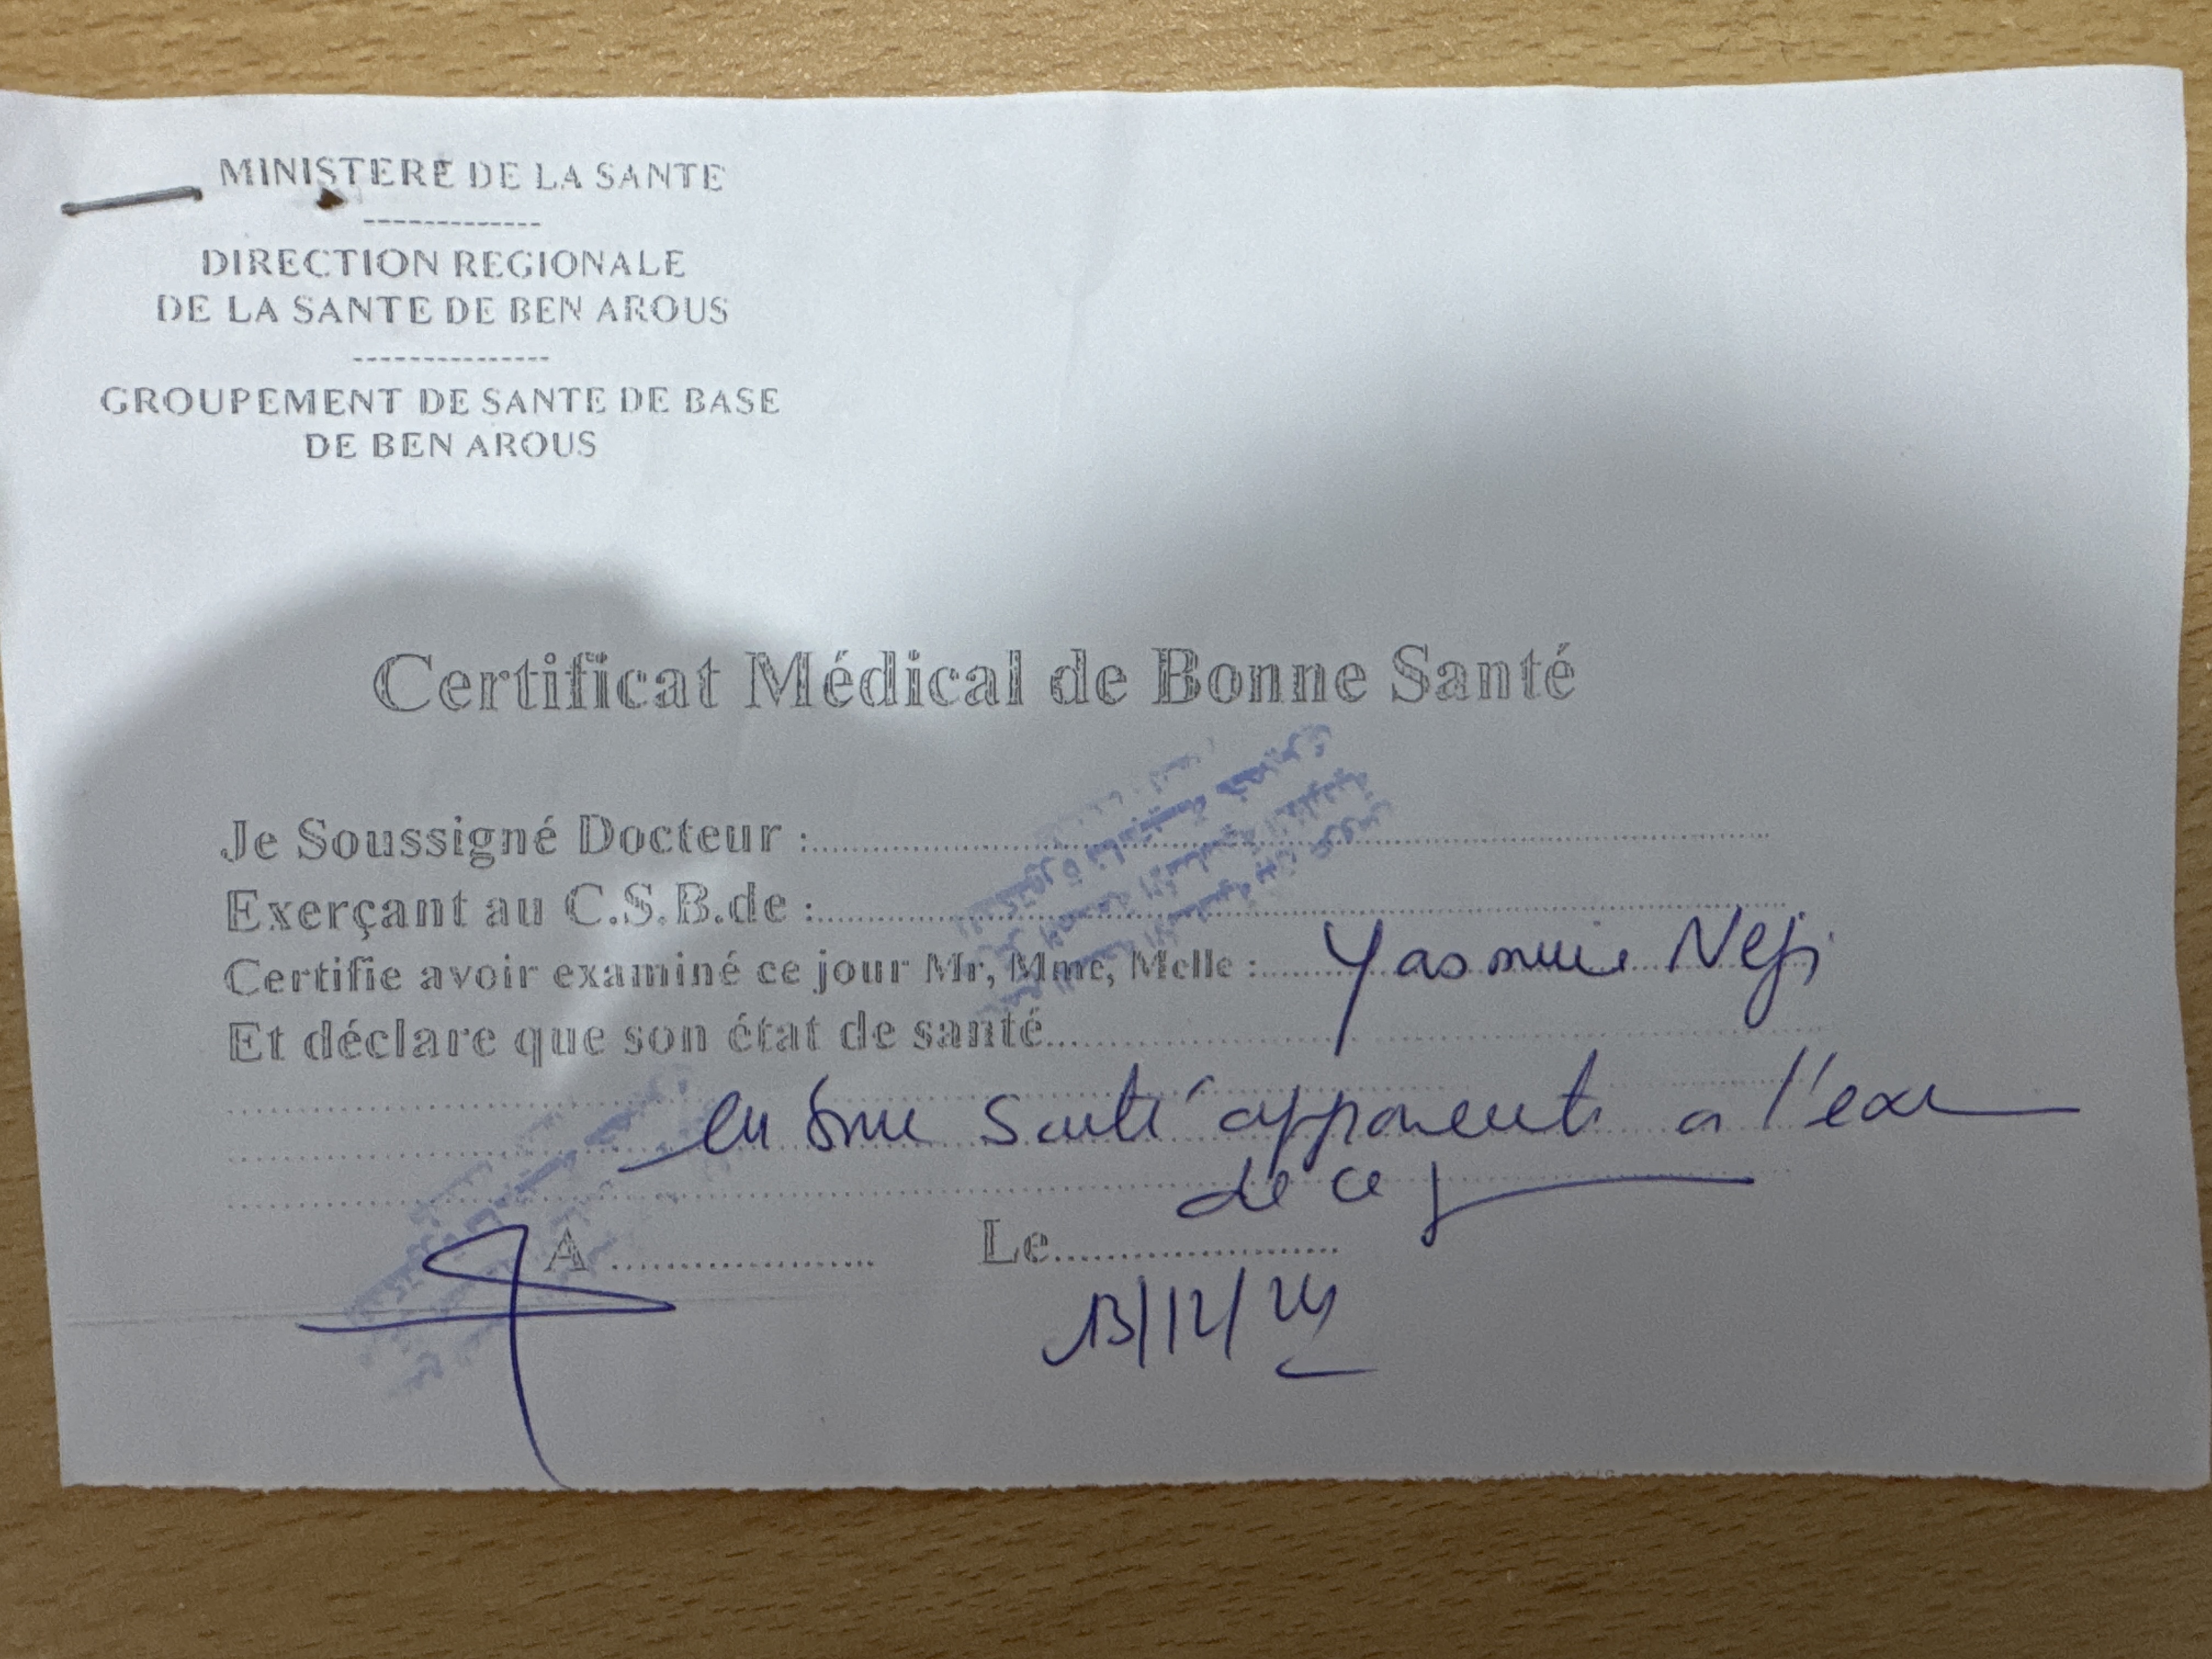 MINISTERE DE LA SANTE
-------------
DIRECTION REGIONALE
DE LA SANTE DE BEN AROUS
---------------
GROUPEMENT DE SANTE DE BASE
DE BEN AROUS
Certificat Médical de Bonne Santé
Je Soussigné Docteur :
Exerçant au C.S.B.de :
Certifie avoir examiné ce jour Mr, Mme, Melle : Yasmine Neji
Et déclare que son état de santé
en bonne santé apparente a l'exa
de ce j
A ............ Le............
13/12/24